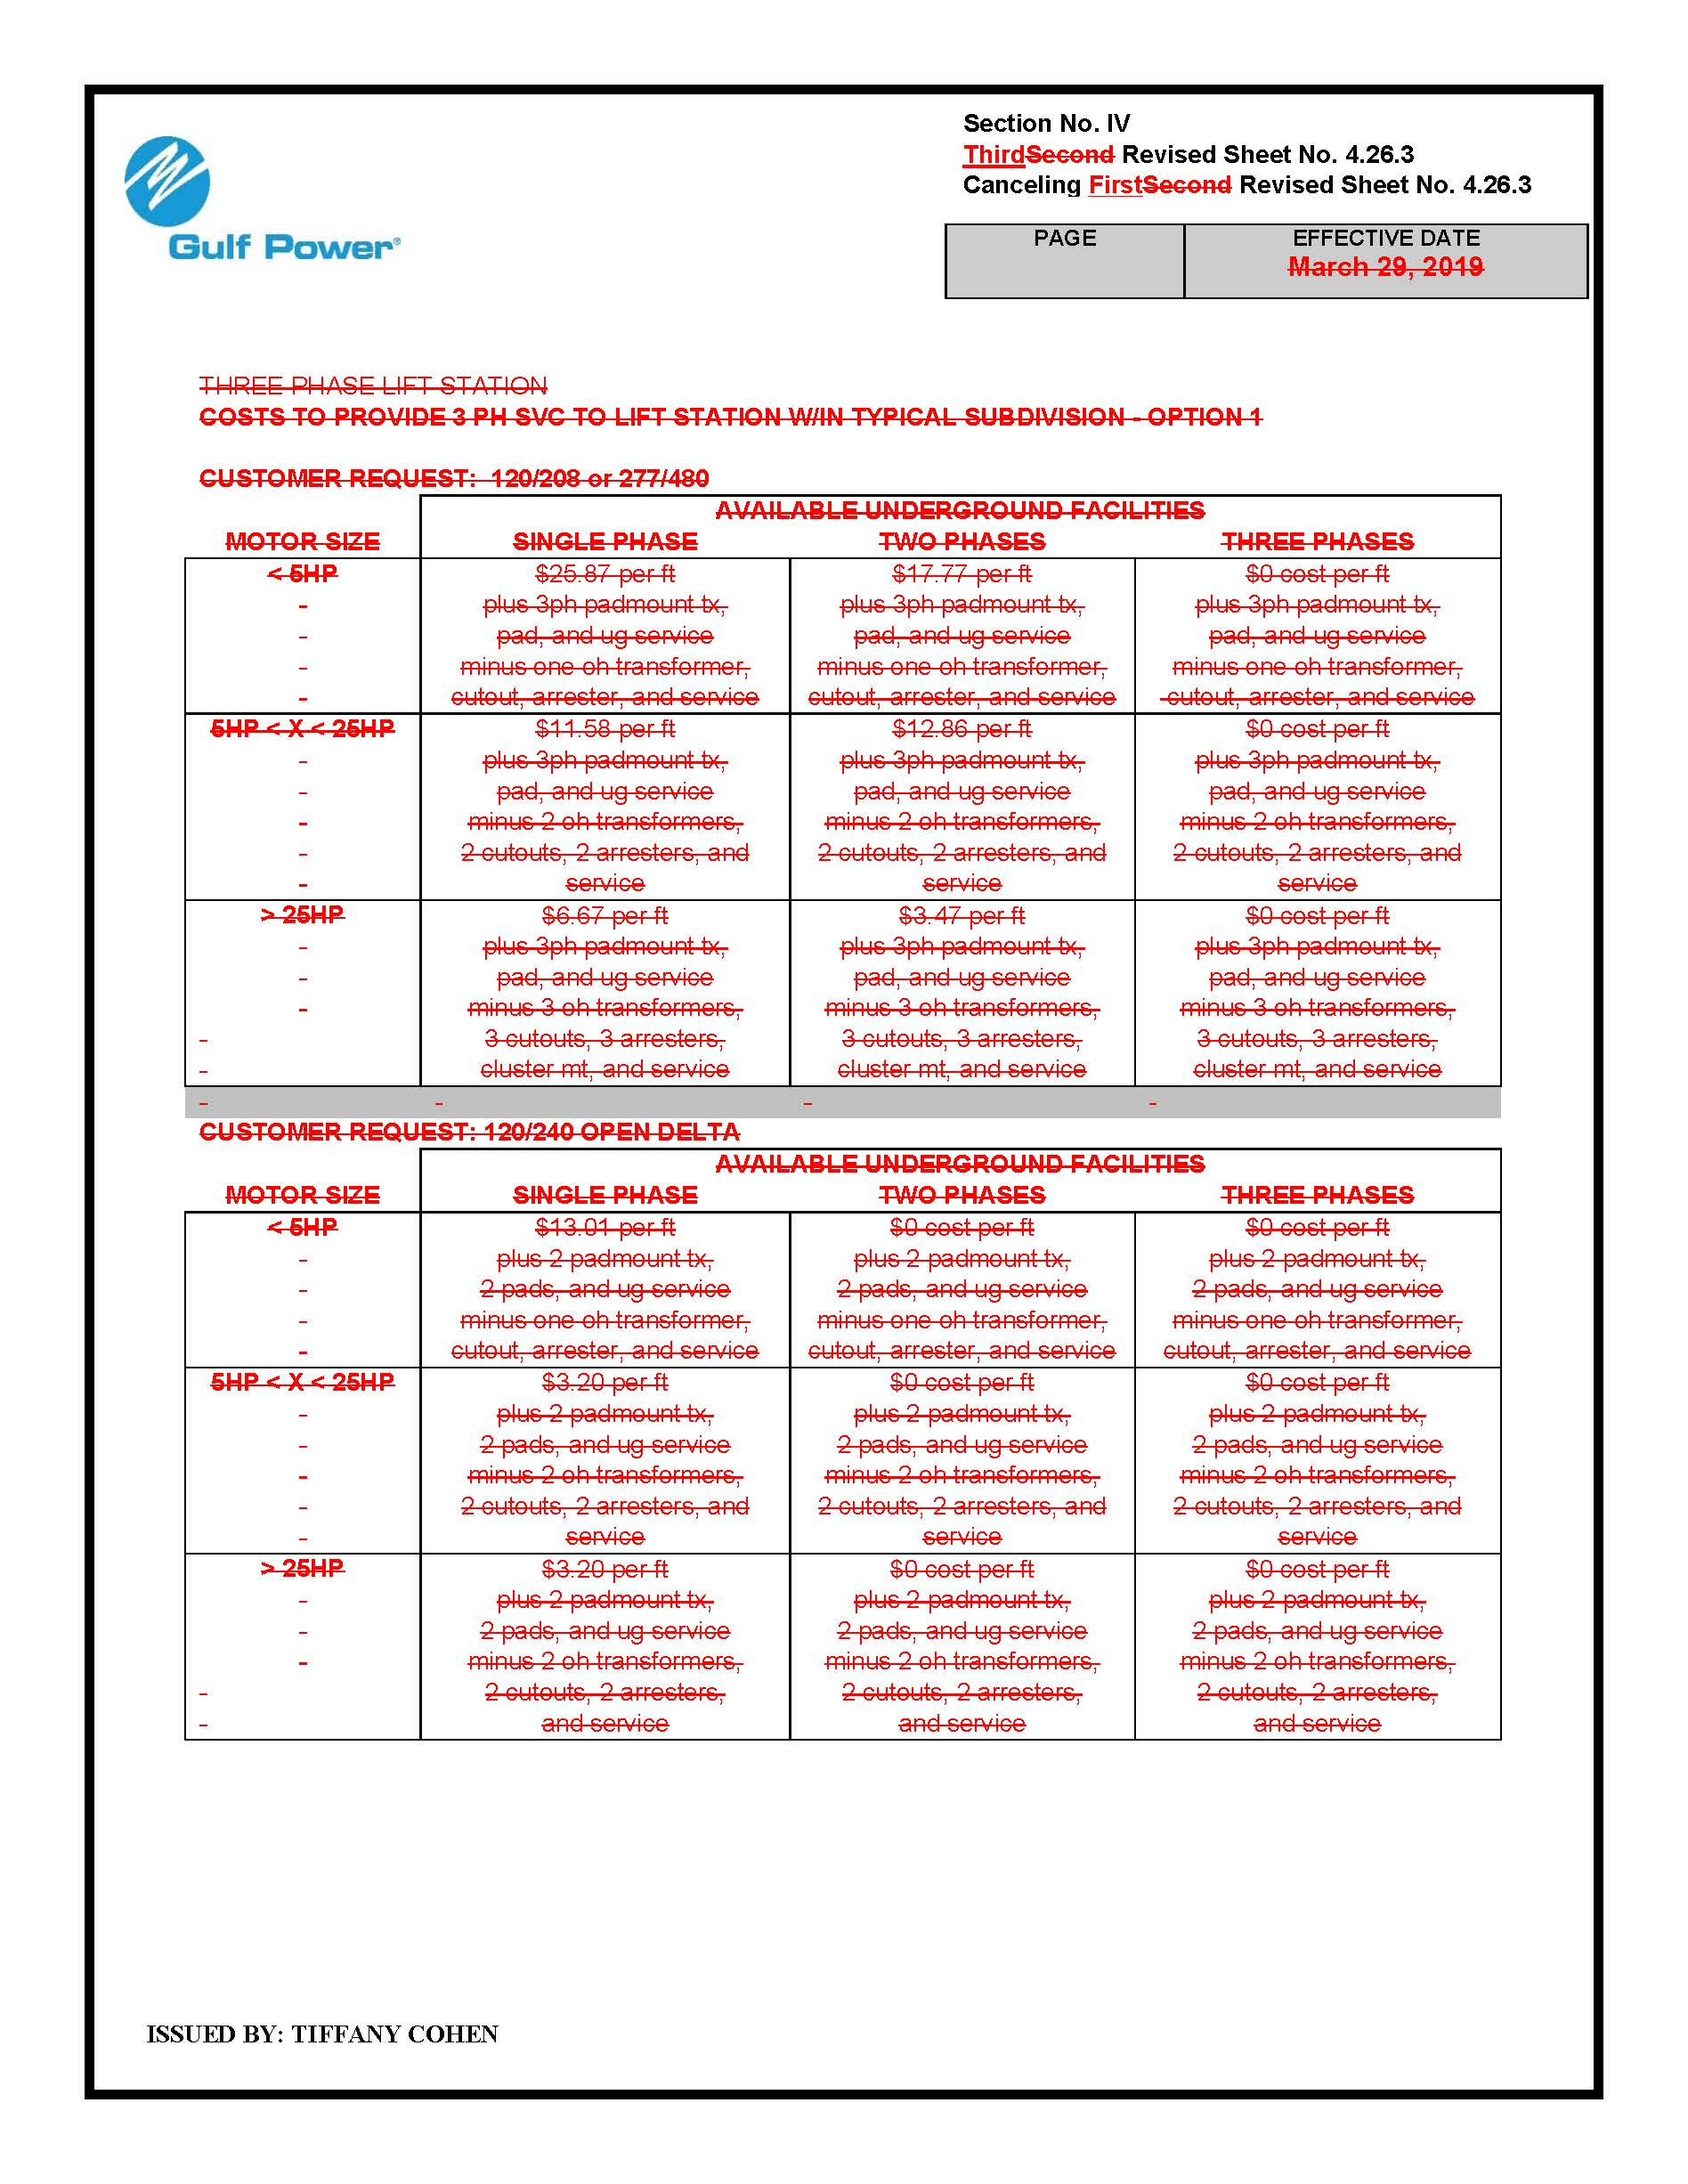 Section No. IV
ThirdSecond Revised Sheet No. 4.26.3
Canceling FirstSecond Revised Sheet No. 4.26.3
Gulf Power®
PAGE EFFECTIVE DATE
March 29, 2019
THREE PHASE LIFT STATION
COSTS TO PROVIDE 3 PH SVC TO LIFT STATION W/IN TYPICAL SUBDIVISION - OPTION 1
CUSTOMER REQUEST: 120/208 or 277/480
AVAILABLE UNDERGROUND FACILITIES
MOTOR SIZE SINGLE PHASE TWO PHASES THREE PHASES
< 5HP $25.87 per ft $17.77 per ft $0 cost per ft
- plus 3ph padmount tx, plus 3ph padmount tx, plus 3ph padmount tx,
- pad, and ug service pad, and ug service pad, and ug service
- minus one oh transformer, minus one oh transformer, minus one oh transformer,
- cutout, arrester, and service cutout, arrester, and service cutout, arrester, and service
5HP < X < 25HP $11.58 per ft $12.86 per ft $0 cost per ft
- plus 3ph padmount tx, plus 3ph padmount tx, plus 3ph padmount tx,
- pad, and ug service pad, and ug service pad, and ug service
- minus 2 oh transformers, minus 2 oh transformers, minus 2 oh transformers,
- 2 cutouts, 2 arresters, and 2 cutouts, 2 arresters, and 2 cutouts, 2 arresters, and
- service service service
> 25HP $6.67 per ft $3.47 per ft $0 cost per ft
- plus 3ph padmount tx, plus 3ph padmount tx, plus 3ph padmount tx,
- pad, and ug service pad, and ug service pad, and ug service
- minus 3 oh transformers, minus 3 oh transformers, minus 3 oh transformers,
- 3 cutouts, 3 arresters, 3 cutouts, 3 arresters, 3 cutouts, 3 arresters,
- cluster mt, and service cluster mt, and service cluster mt, and service
- - - -
CUSTOMER REQUEST: 120/240 OPEN DELTA
AVAILABLE UNDERGROUND FACILITIES
MOTOR SIZE SINGLE PHASE TWO PHASES THREE PHASES
< 5HP $13.01 per ft $0 cost per ft $0 cost per ft
- plus 2 padmount tx, plus 2 padmount tx, plus 2 padmount tx,
- 2 pads, and ug service 2 pads, and ug service 2 pads, and ug service
- minus one oh transformer, minus one oh transformer, minus one oh transformer,
- cutout, arrester, and service cutout, arrester, and service cutout, arrester, and service
5HP < X < 25HP $3.20 per ft $0 cost per ft $0 cost per ft
- plus 2 padmount tx, plus 2 padmount tx, plus 2 padmount tx,
- 2 pads, and ug service 2 pads, and ug service 2 pads, and ug service
- minus 2 oh transformers, minus 2 oh transformers, minus 2 oh transformers,
- 2 cutouts, 2 arresters, and 2 cutouts, 2 arresters, and 2 cutouts, 2 arresters, and
- service service service
> 25HP $3.20 per ft $0 cost per ft $0 cost per ft
- plus 2 padmount tx, plus 2 padmount tx, plus 2 padmount tx,
- 2 pads, and ug service 2 pads, and ug service 2 pads, and ug service
- minus 2 oh transformers, minus 2 oh transformers, minus 2 oh transformers,
- 2 cutouts, 2 arresters, 2 cutouts, 2 arresters, 2 cutouts, 2 arresters,
- and service and service and service
ISSUED BY: TIFFANY COHEN